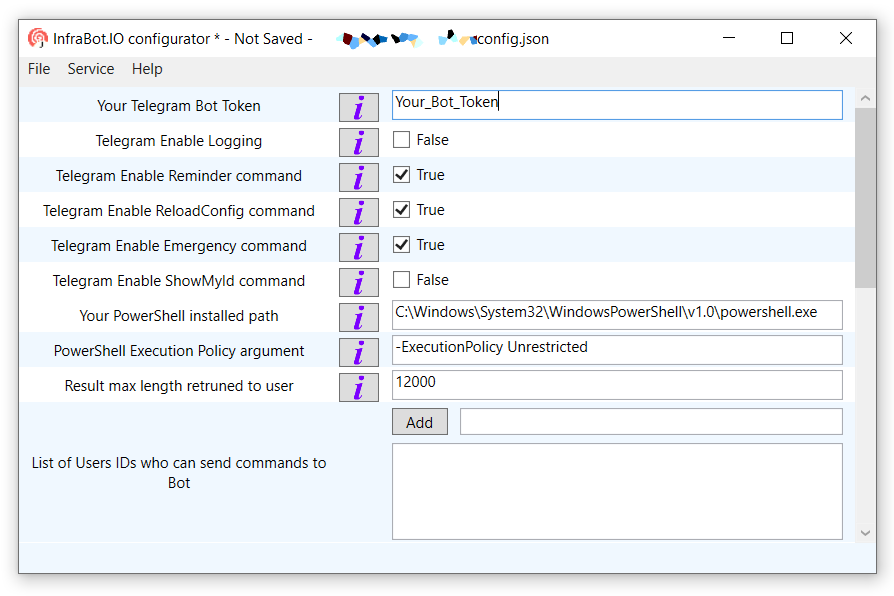 InfraBot.IO configurator * - Not Saved - config.json
File Service Help
Your Telegram Bot Token i Your_Bot_Token
Telegram Enable Logging i False
Telegram Enable Reminder command i True
Telegram Enable ReloadConfig command i True
Telegram Enable Emergency command i True
Telegram Enable ShowMyId command i False
Your PowerShell installed path i C:\Windows\System32\WindowsPowerShell\v1.0\powershell.exe
PowerShell Execution Policy argument i -ExecutionPolicy Unrestricted
Result max length retruned to user i 12000
Add
List of Users IDs who can send commands to
Bot